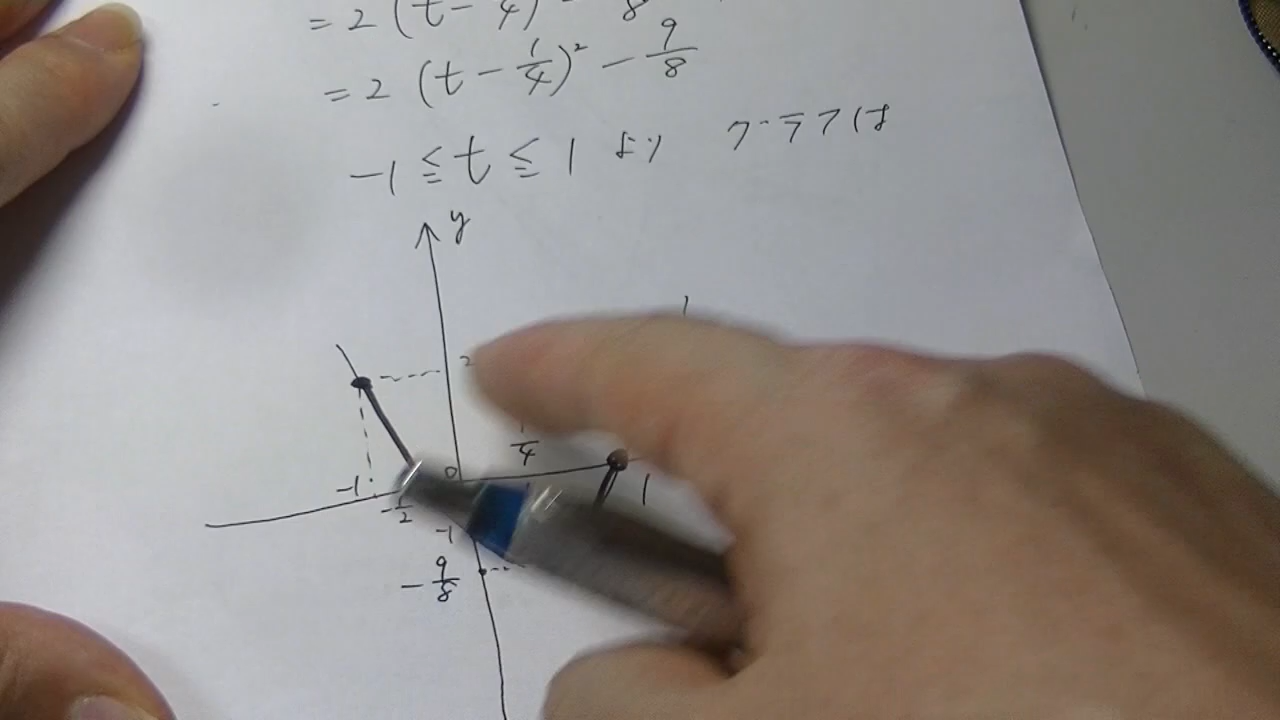 = 2 (t - 1/4)² - 9/8
-1 ≦ t ≦ 1 より グラフは
y
2
1/4
0
-1
-1/2
1
-1
-9/8